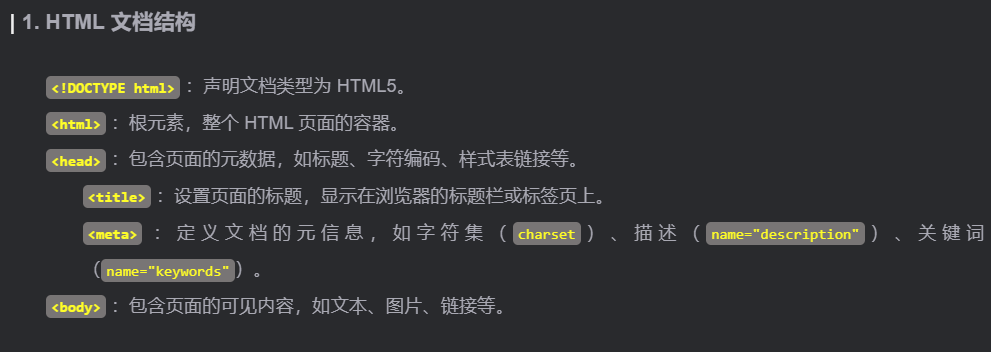 1. HTML 文档结构
<!DOCTYPE html> ：声明文档类型为 HTML5。
<html> ：根元素，整个 HTML 页面的容器。
<head> ：包含页面的元数据，如标题、字符编码、样式表链接等。
<title> ：设置页面的标题，显示在浏览器的标题栏或标签页上。
<meta> ：定义文档的元信息，如字符集（ charset ）、描述（ name="description" ）、关键词
（ name="keywords" ）。
<body> ：包含页面的可见内容，如文本、图片、链接等。